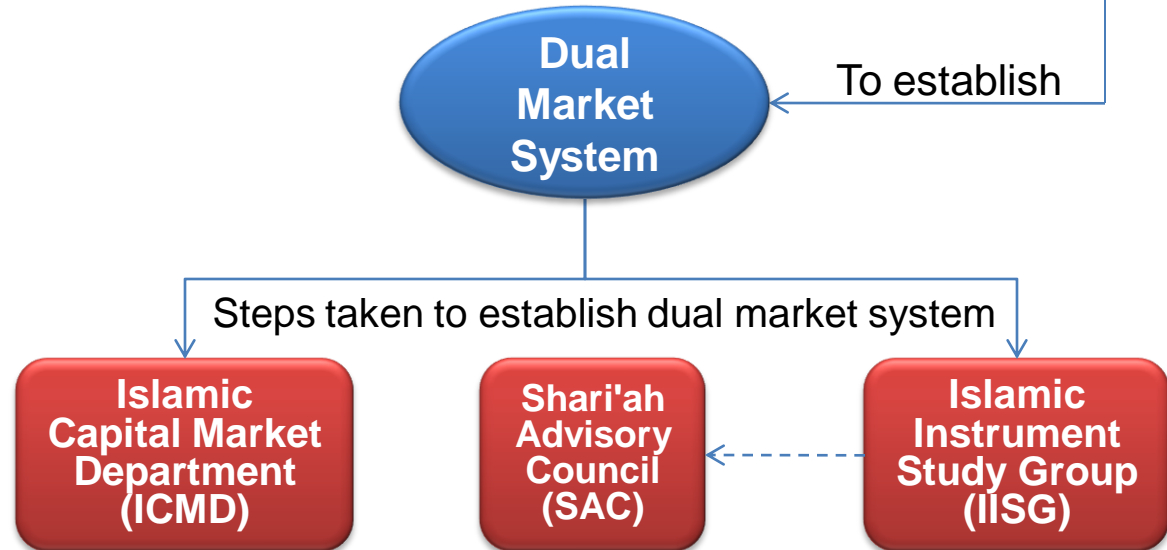 Dual
Market
System
To establish
Steps taken to establish dual market system
Islamic
Capital Market
Department
(ICMD)
Shari'ah
Advisory
Council
(SAC)
Islamic
Instrument
Study Group
(IISG)